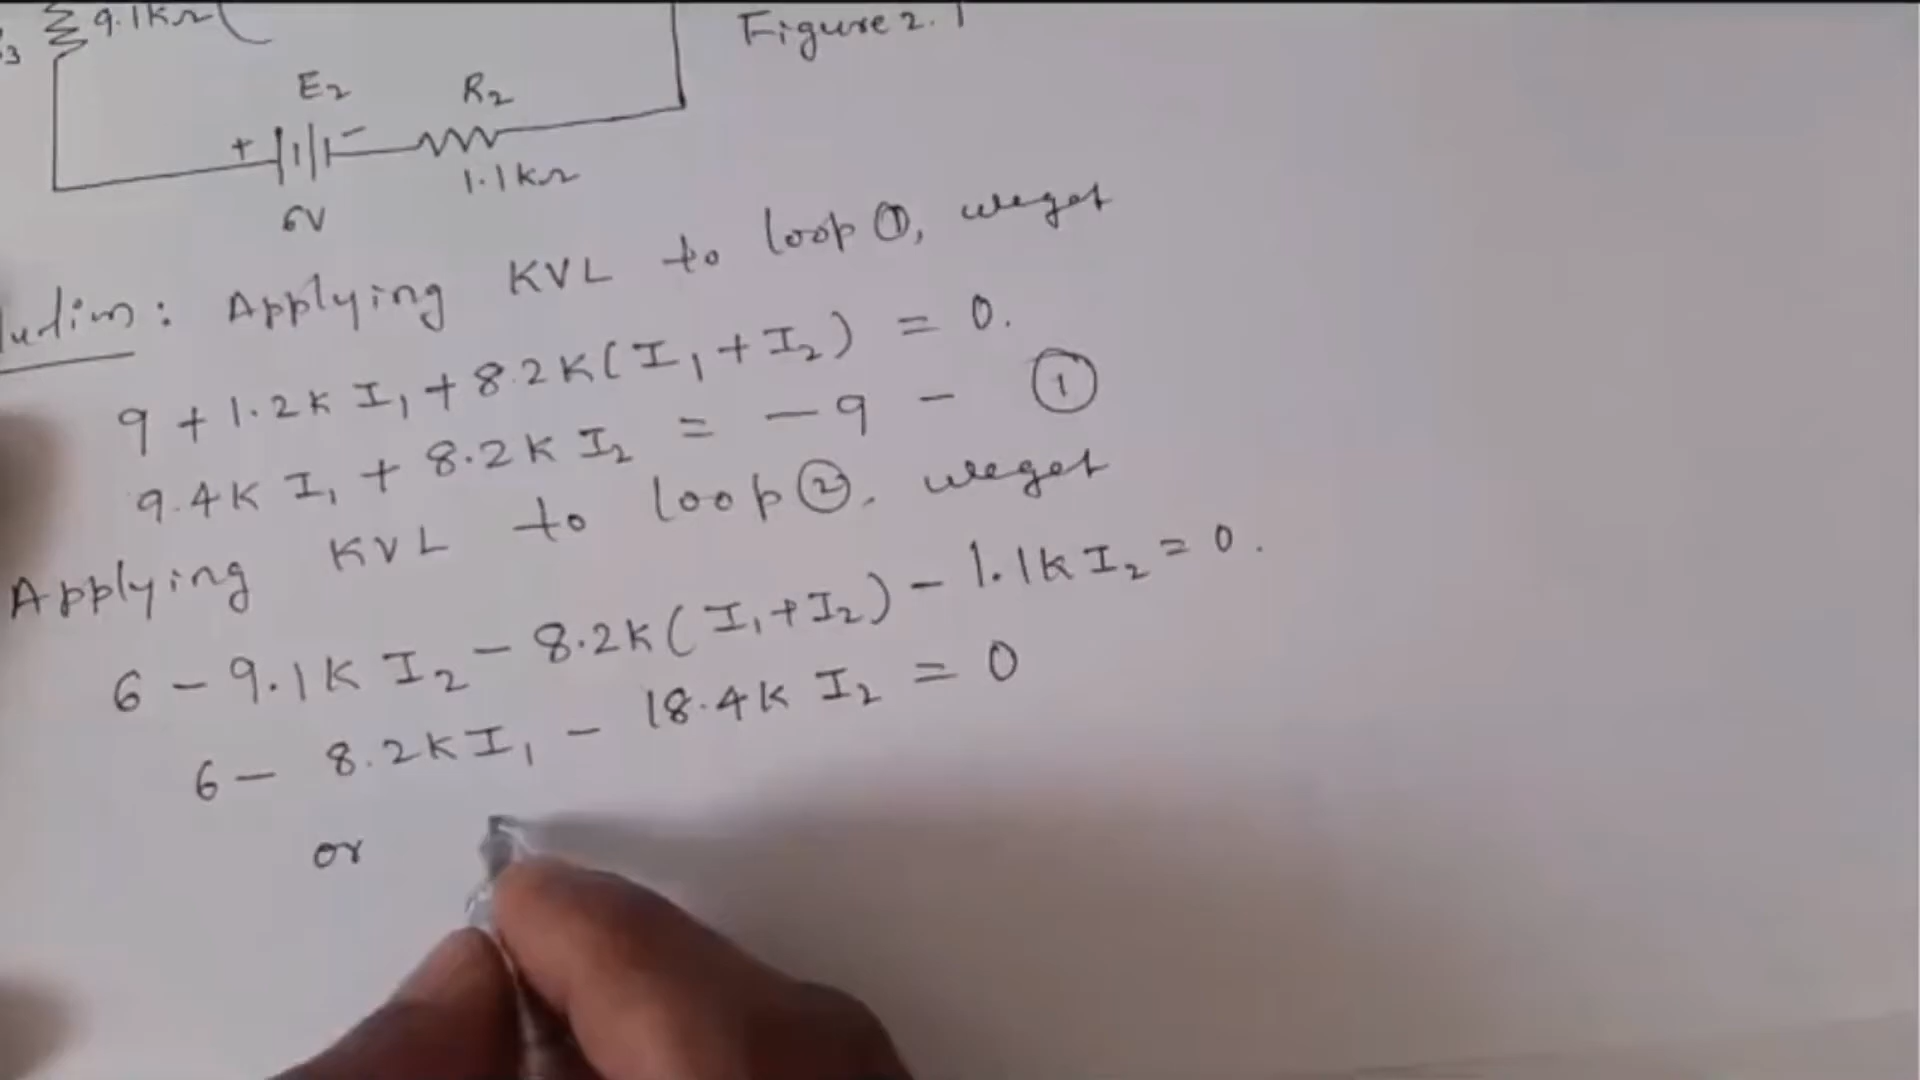 9.1KΩ
Figure 2.1
3
E2 R2
+ -
1.1KΩ
6V
: Applying KVL to loop ①, we get
9 + 1.2K I1 + 8.2K (I1 + I2) = 0.
9.4K I1 + 8.2K I2 = -9 - ①
Applying KVL to loop ②, we get
6 - 9.1K I2 - 8.2K (I1 + I2) - 1.1K I2 = 0.
6 - 8.2K I1 - 18.4K I2 = 0
or